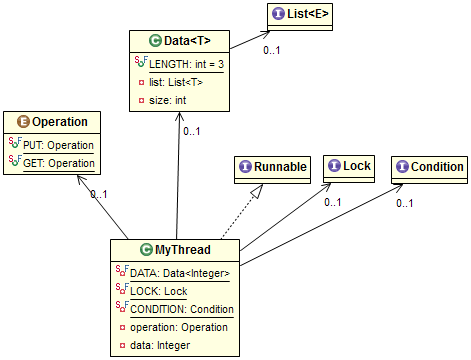 List<E>
Data<T>
0..1
LENGTH: int = 3
list: List<T>
size: int
Operation
PUT: Operation
GET: Operation
0..1
0..1
Runnable
Lock
Condition
0..1
0..1
MyThread
DATA: Data<Integer>
LOCK: Lock
CONDITION: Condition
operation: Operation
data: Integer